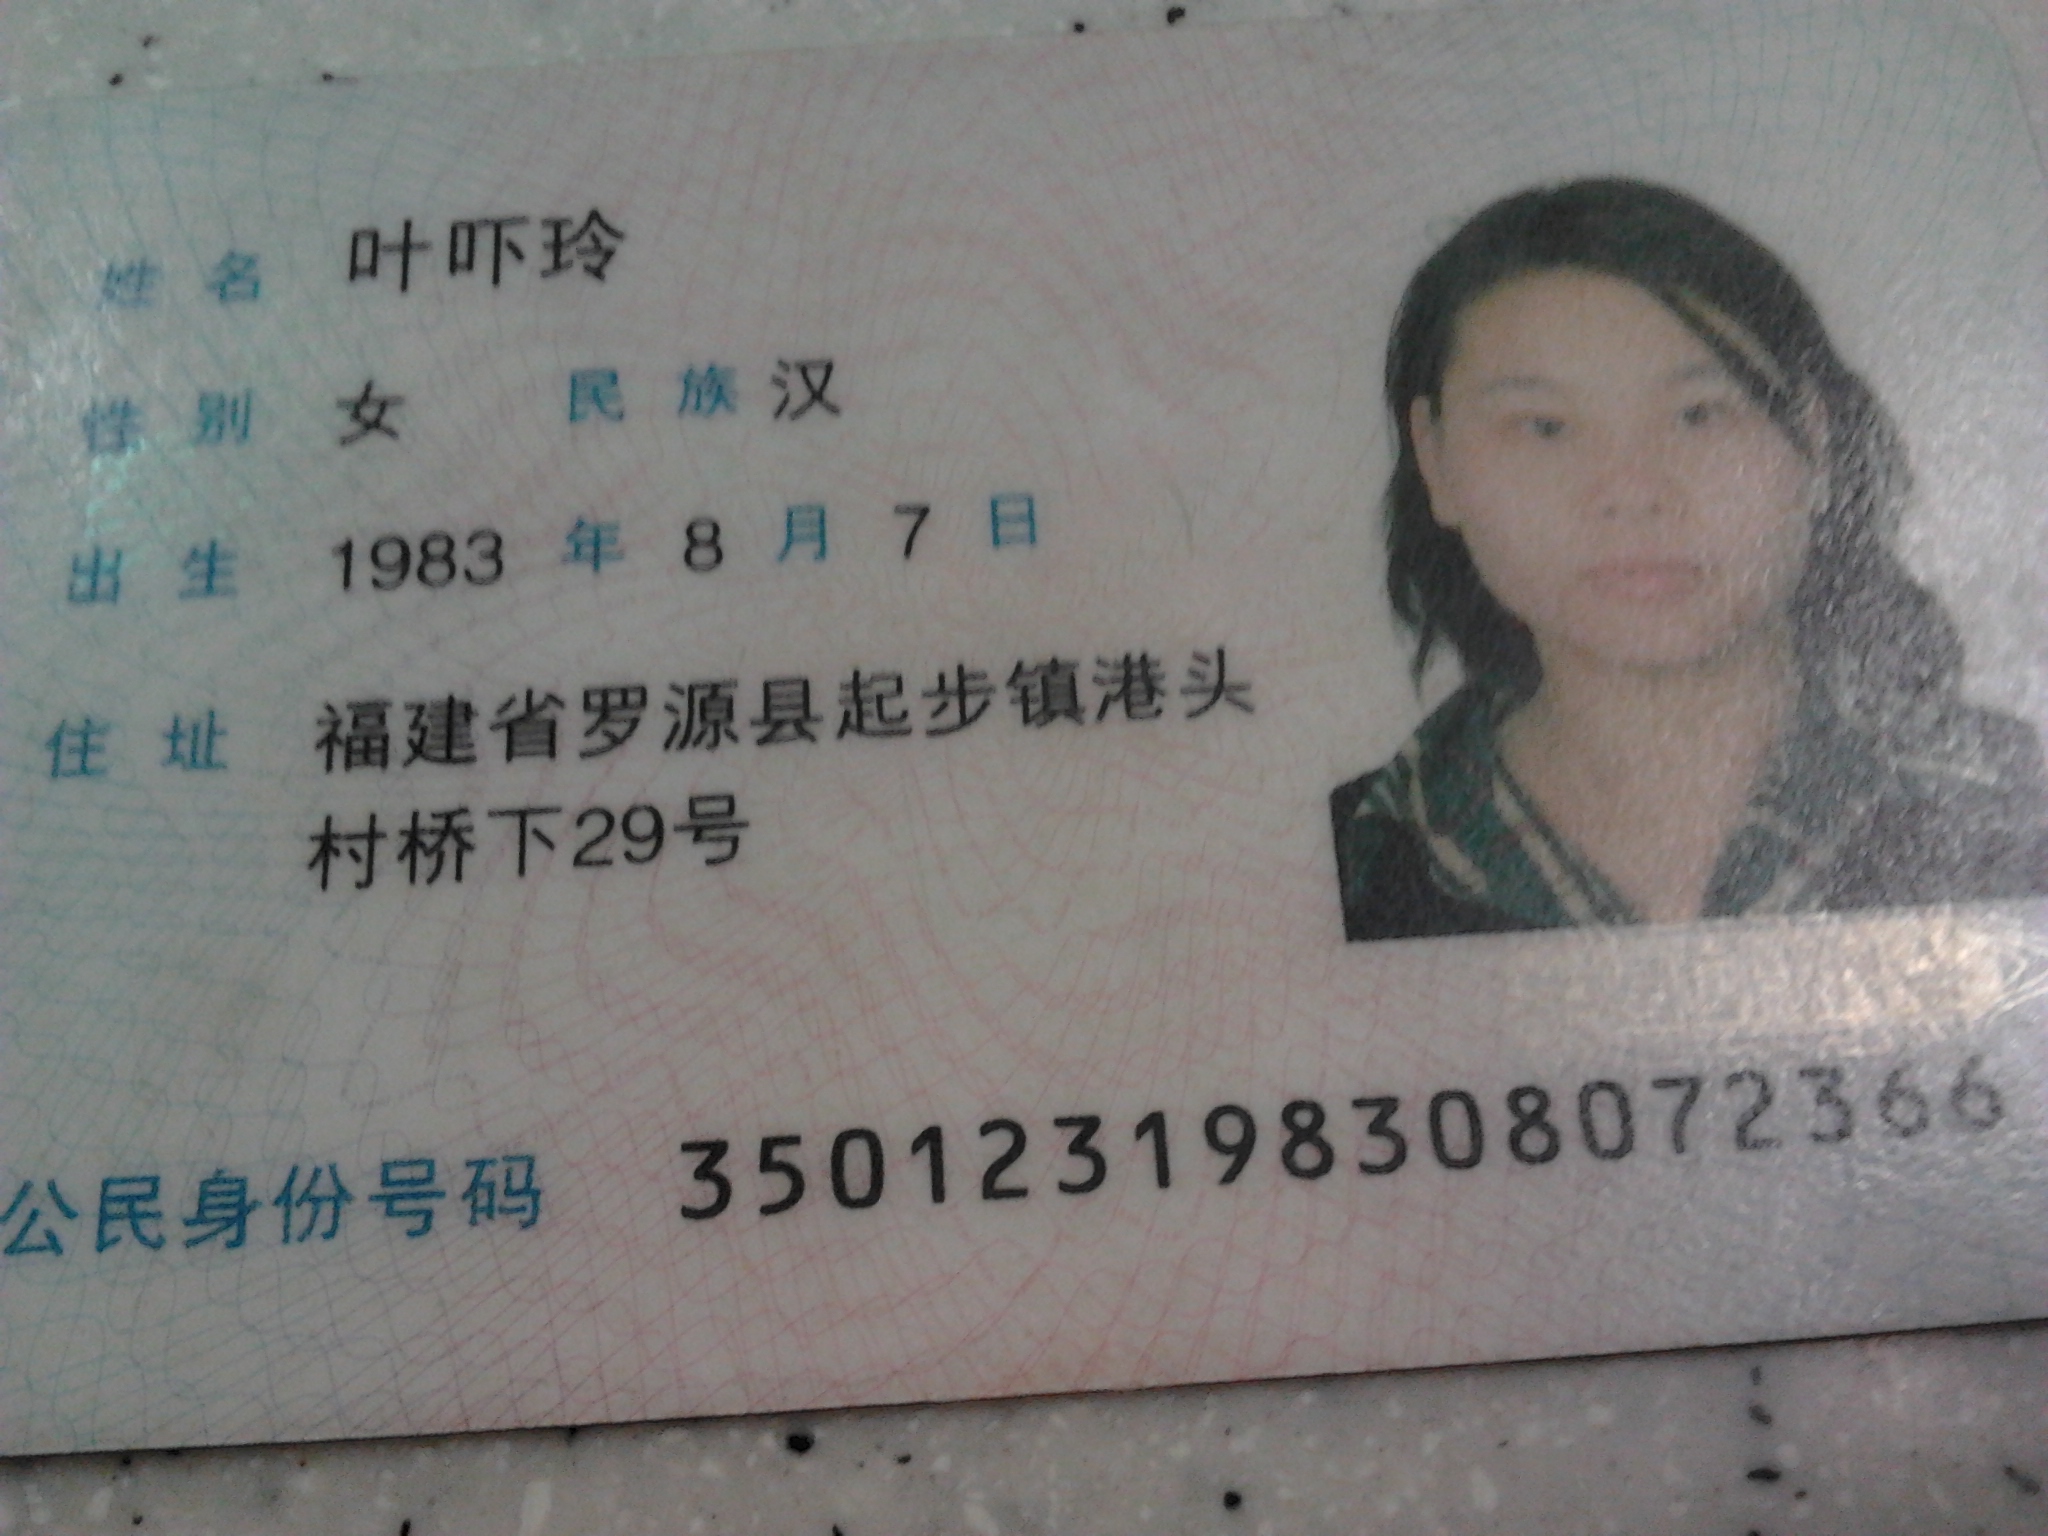 姓名 叶吓玲
性别 女 民族 汉
出生 1983 年 8 月 7 日
住址 福建省罗源县起步镇港头
村桥下29号
公民身份号码 350123198308072366